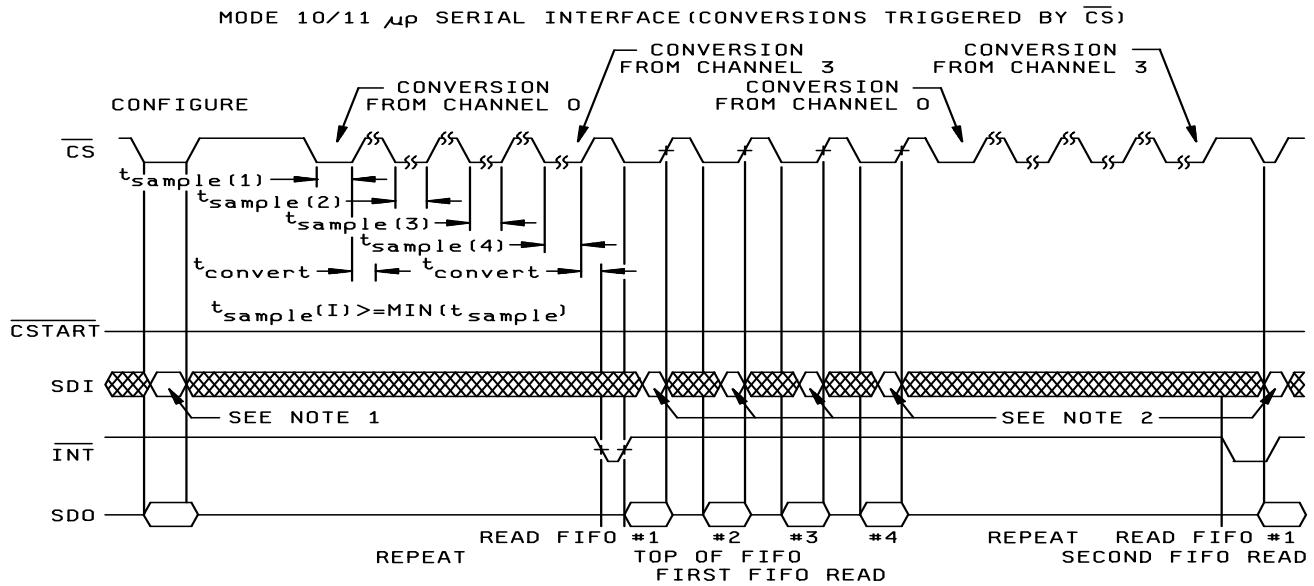 MODE 10/11 μp SERIAL INTERFACE(CONVERSIONS TRIGGERED BY CS)
CONVERSION
FROM CHANNEL 3
CONVERSION
FROM CHANNEL 3
CONFIGURE
CONVERSION
FROM CHANNEL 0
CONVERSION
FROM CHANNEL 0
CS
tsample(1)
tsample(2)
tsample(3)
tsample(4)
tconvert
tconvert
tsample(I)>=MIN(tsample)
CSTART
SDI
SEE NOTE 1
SEE NOTE 2
INT
SDO
READ FIFO #1 #2 #3 #4
REPEAT
TOP OF FIFO
FIRST FIFO READ
REPEAT
READ FIFO #1
SECOND FIFO READ